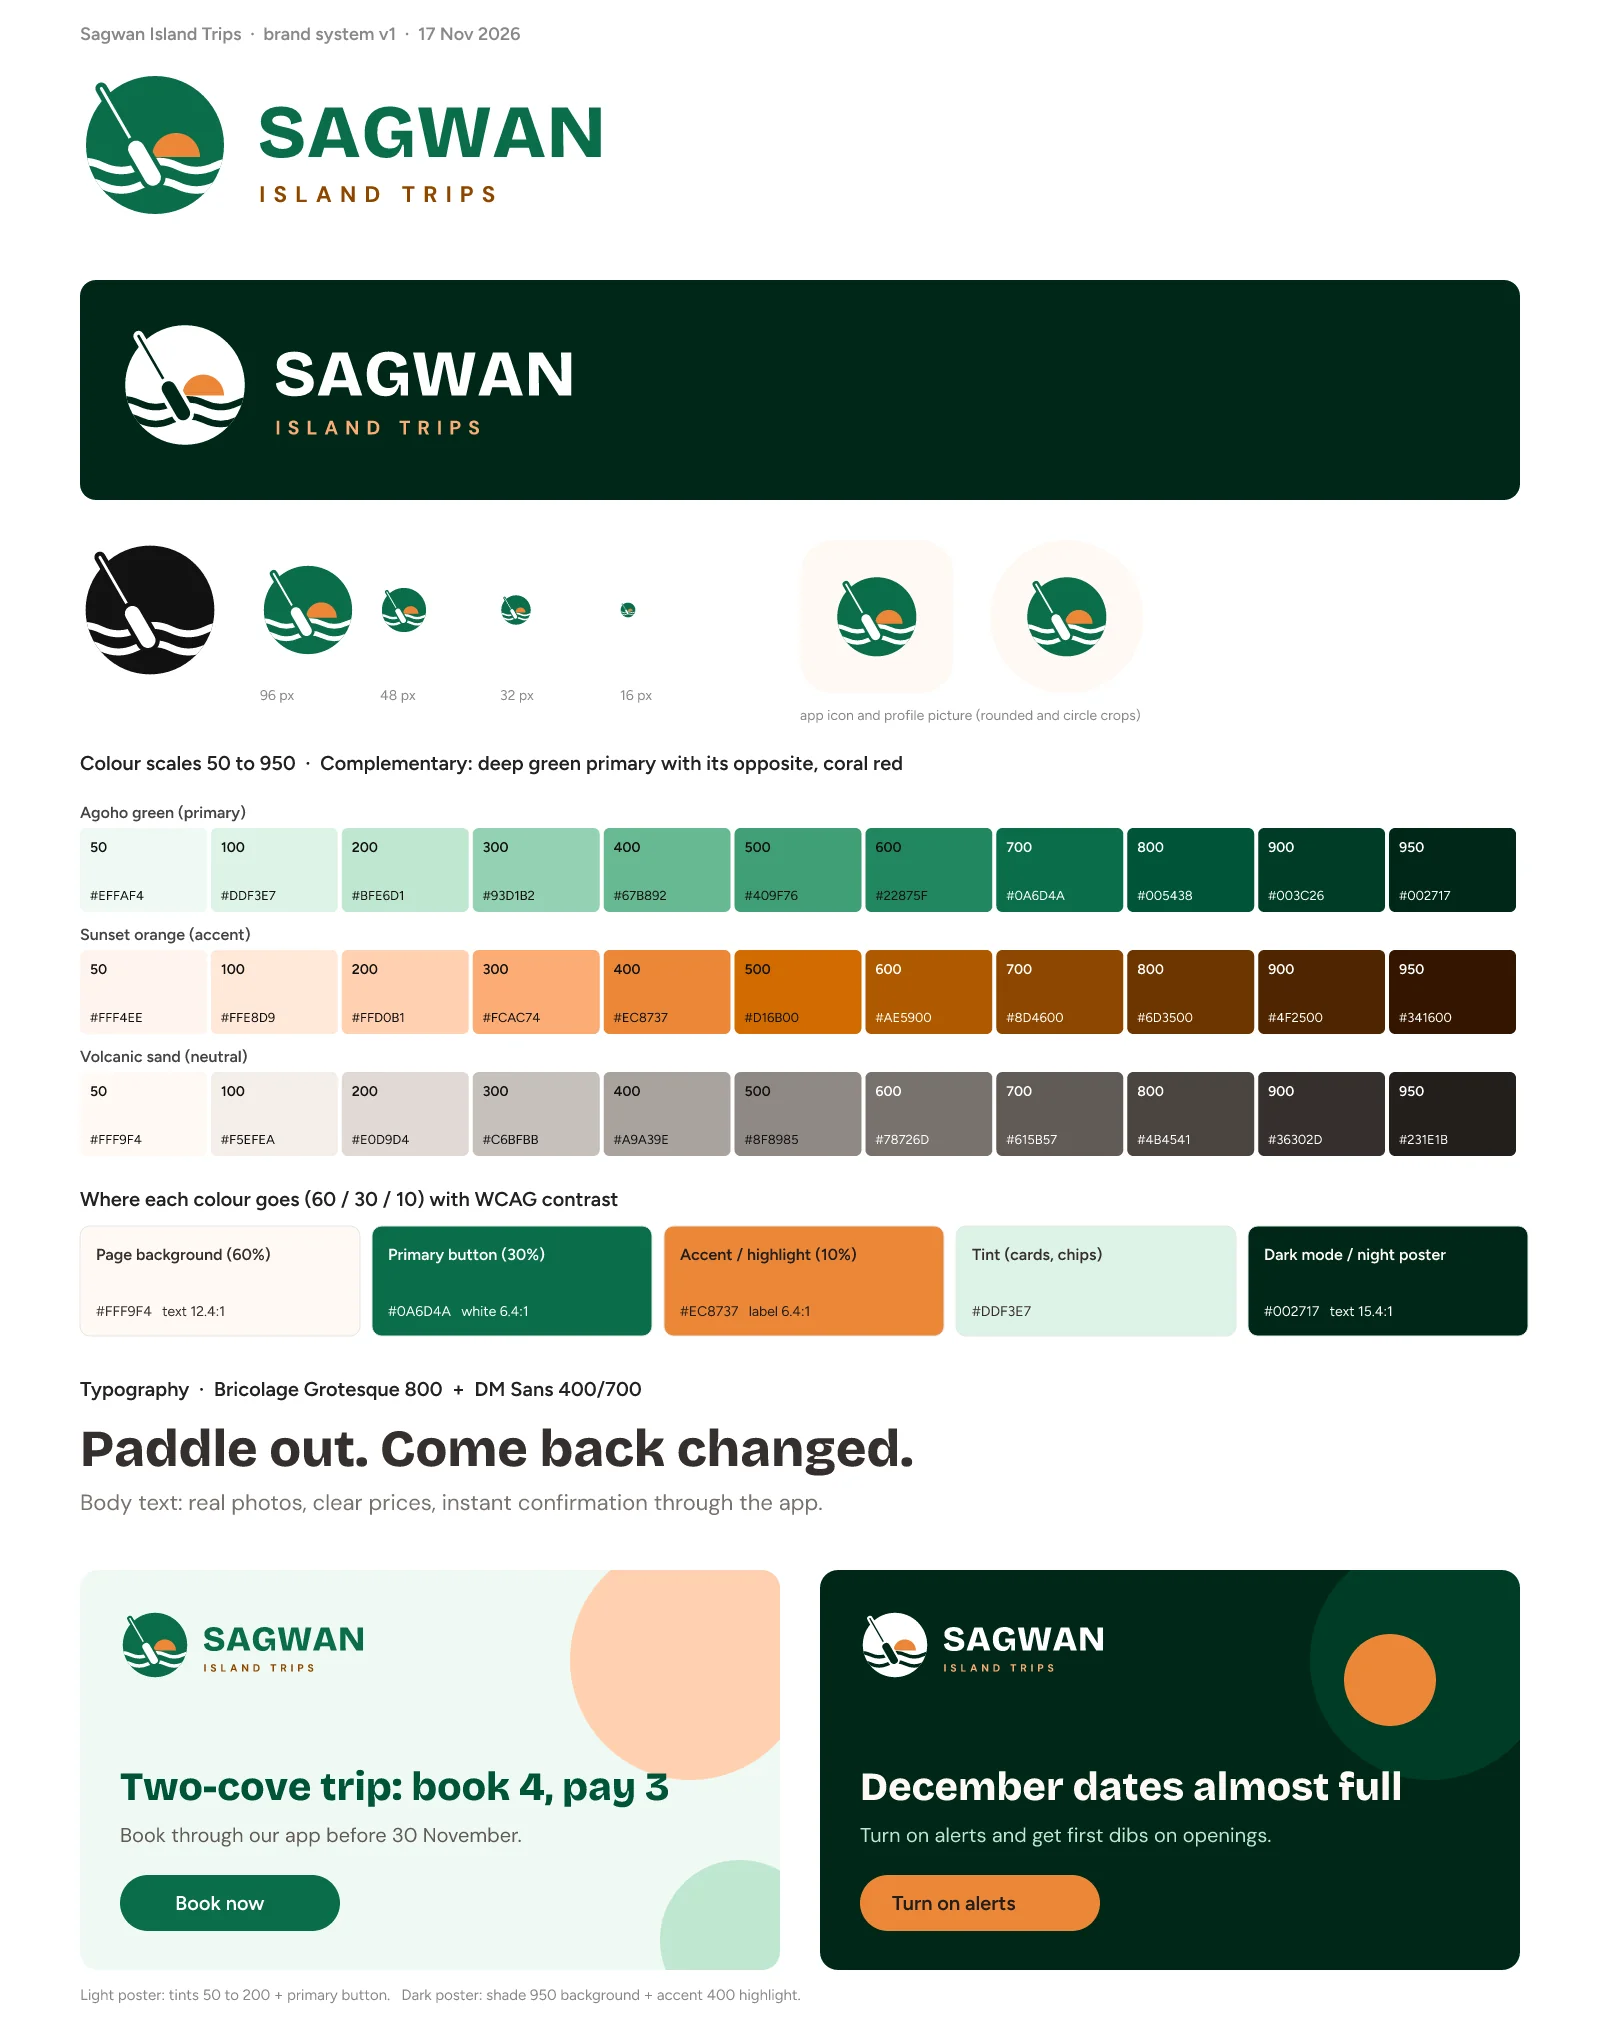 Sagwan Island Trips · brand system v1 · 17 Nov 2026
SAGWAN
ISLAND TRIPS
SAGWAN
ISLAND TRIPS
96 px
48 px
32 px
16 px
app icon and profile picture (rounded and circle crops)
Colour scales 50 to 950 · Complementary: deep green primary with its opposite, coral red
Agoho green (primary)
50 100 200 300 400 500 600 700 800 900 950
#EFFAF4 #DDF3E7 #BFE6D1 #93D1B2 #67B892 #409F76 #22875F #0A6D4A #005438 #003C26 #002717
Sunset orange (accent)
50 100 200 300 400 500 600 700 800 900 950
#FFF4EE #FFE8D9 #FFD0B1 #FCAC74 #EC8737 #D16B00 #AE5900 #8D4600 #6D3500 #4F2500 #341600
Volcanic sand (neutral)
50 100 200 300 400 500 600 700 800 900 950
#FFF9F4 #F5EFEA #E0D9D4 #C6BFBB #A9A39E #8F8985 #78726D #615B57 #4B4541 #36302D #231E1B
Where each colour goes (60 / 30 / 10) with WCAG contrast
Page background (60%)
#FFF9F4 text 12.4:1
Primary button (30%)
#0A6D4A white 6.4:1
Accent / highlight (10%)
#EC8737 label 6.4:1
Tint (cards, chips)
#DDF3E7
Dark mode / night poster
#002717 text 15.4:1
Typography · Bricolage Grotesque 800 + DM Sans 400/700
Paddle out. Come back changed.
Body text: real photos, clear prices, instant confirmation through the app.
SAGWAN
ISLAND TRIPS
Two-cove trip: book 4, pay 3
Book through our app before 30 November.
Book now
SAGWAN
ISLAND TRIPS
December dates almost full
Turn on alerts and get first dibs on openings.
Turn on alerts
Light poster: tints 50 to 200 + primary button. Dark poster: shade 950 background + accent 400 highlight.